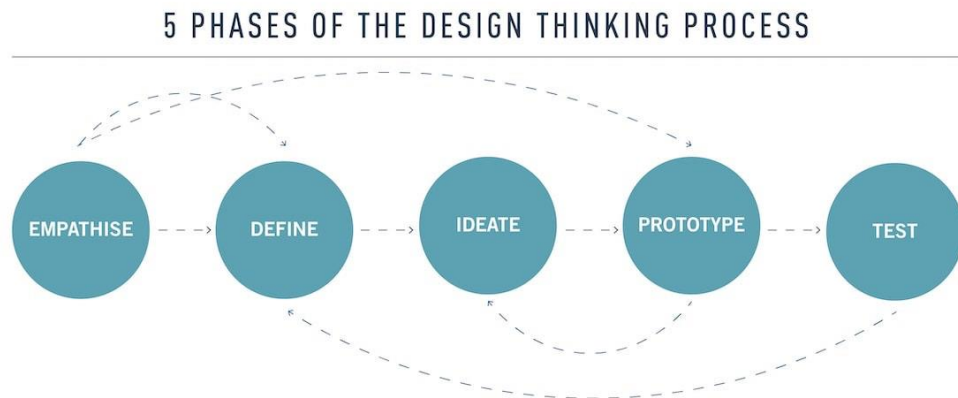 5 PHASES OF THE DESIGN THINKING PROCESS
EMPATHISE
DEFINE
IDEATE
PROTOTYPE
TEST